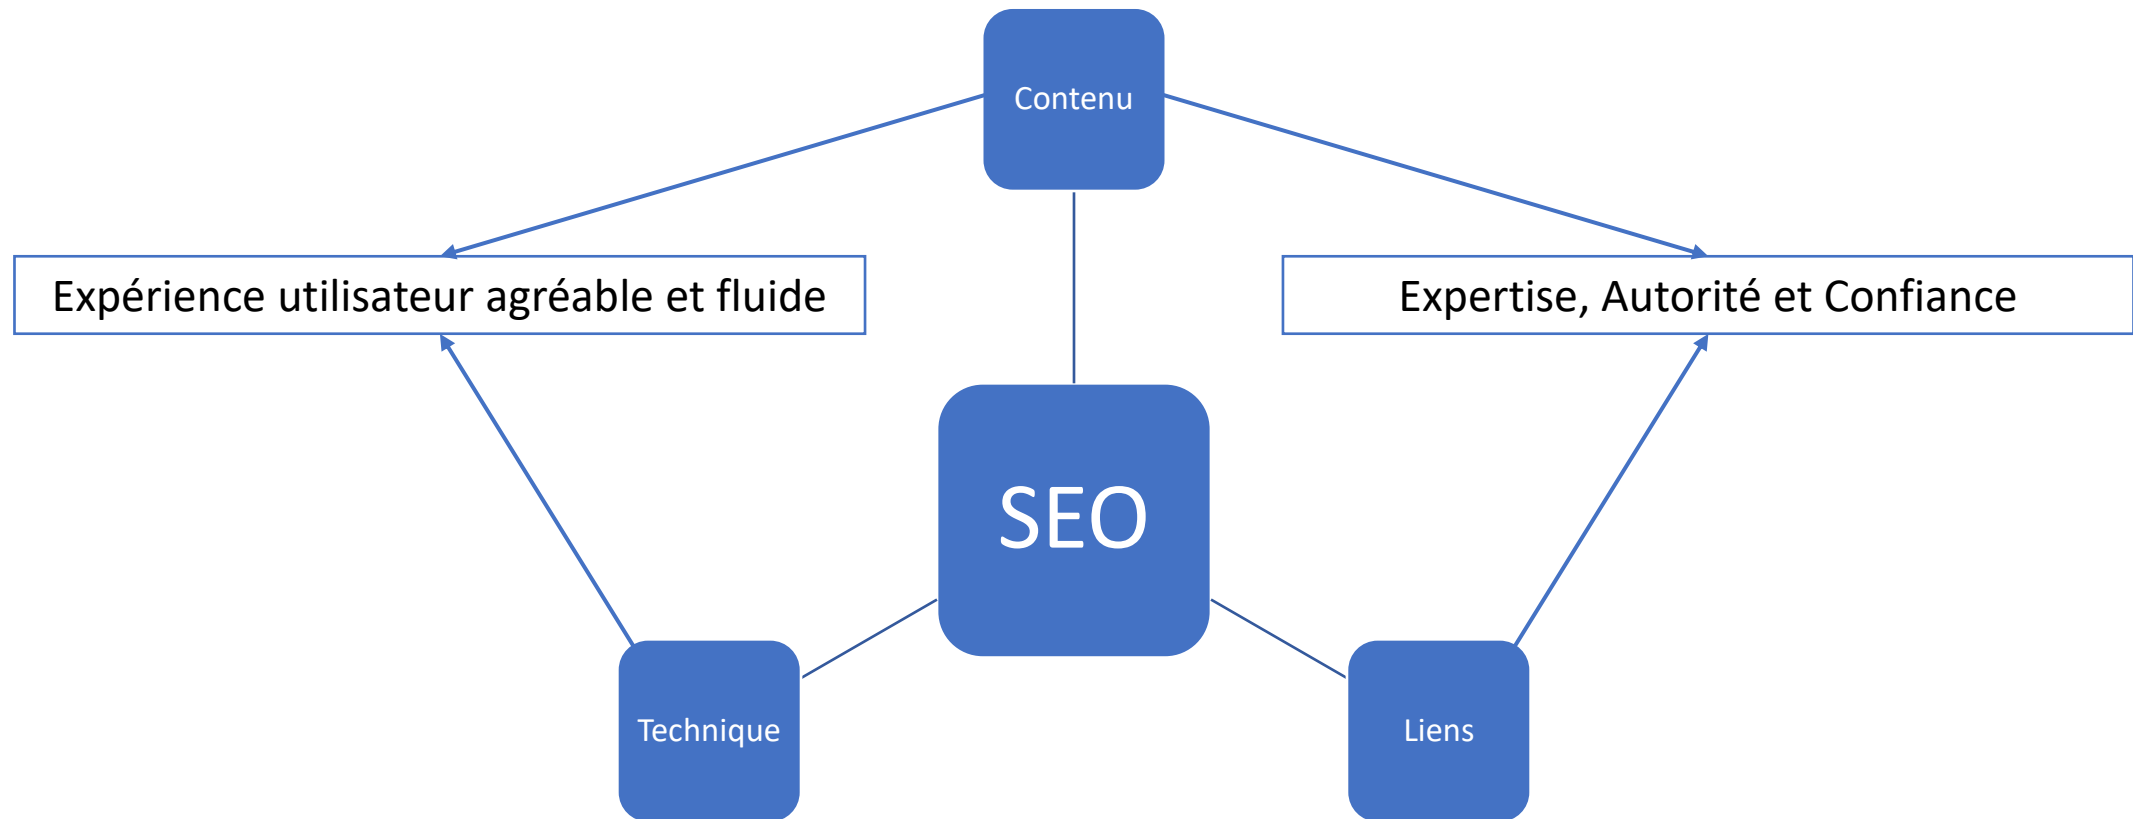 Contenu
Expérience utilisateur agréable et fluide
Expertise, Autorité et Confiance
SEO
Technique
Liens